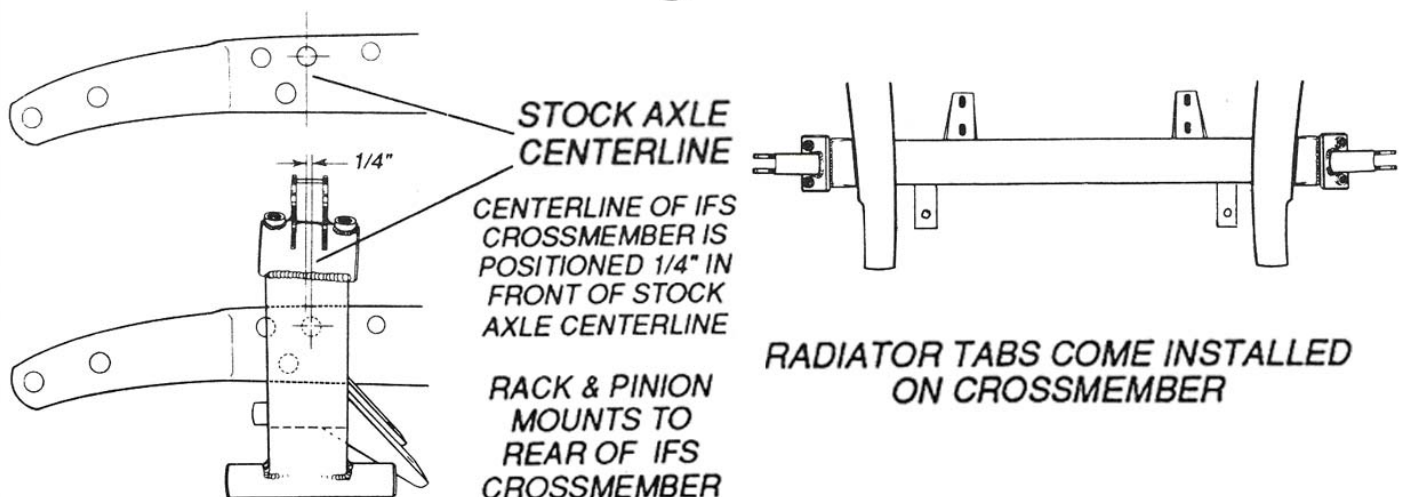 STOCK AXLE
CENTERLINE
1/4"
CENTERLINE OF IFS
CROSSMEMBER IS
POSITIONED 1/4" IN
FRONT OF STOCK
AXLE CENTERLINE
RACK & PINION
MOUNTS TO
REAR OF IFS
CROSSMEMBER
RADIATOR TABS COME INSTALLED
ON CROSSMEMBER